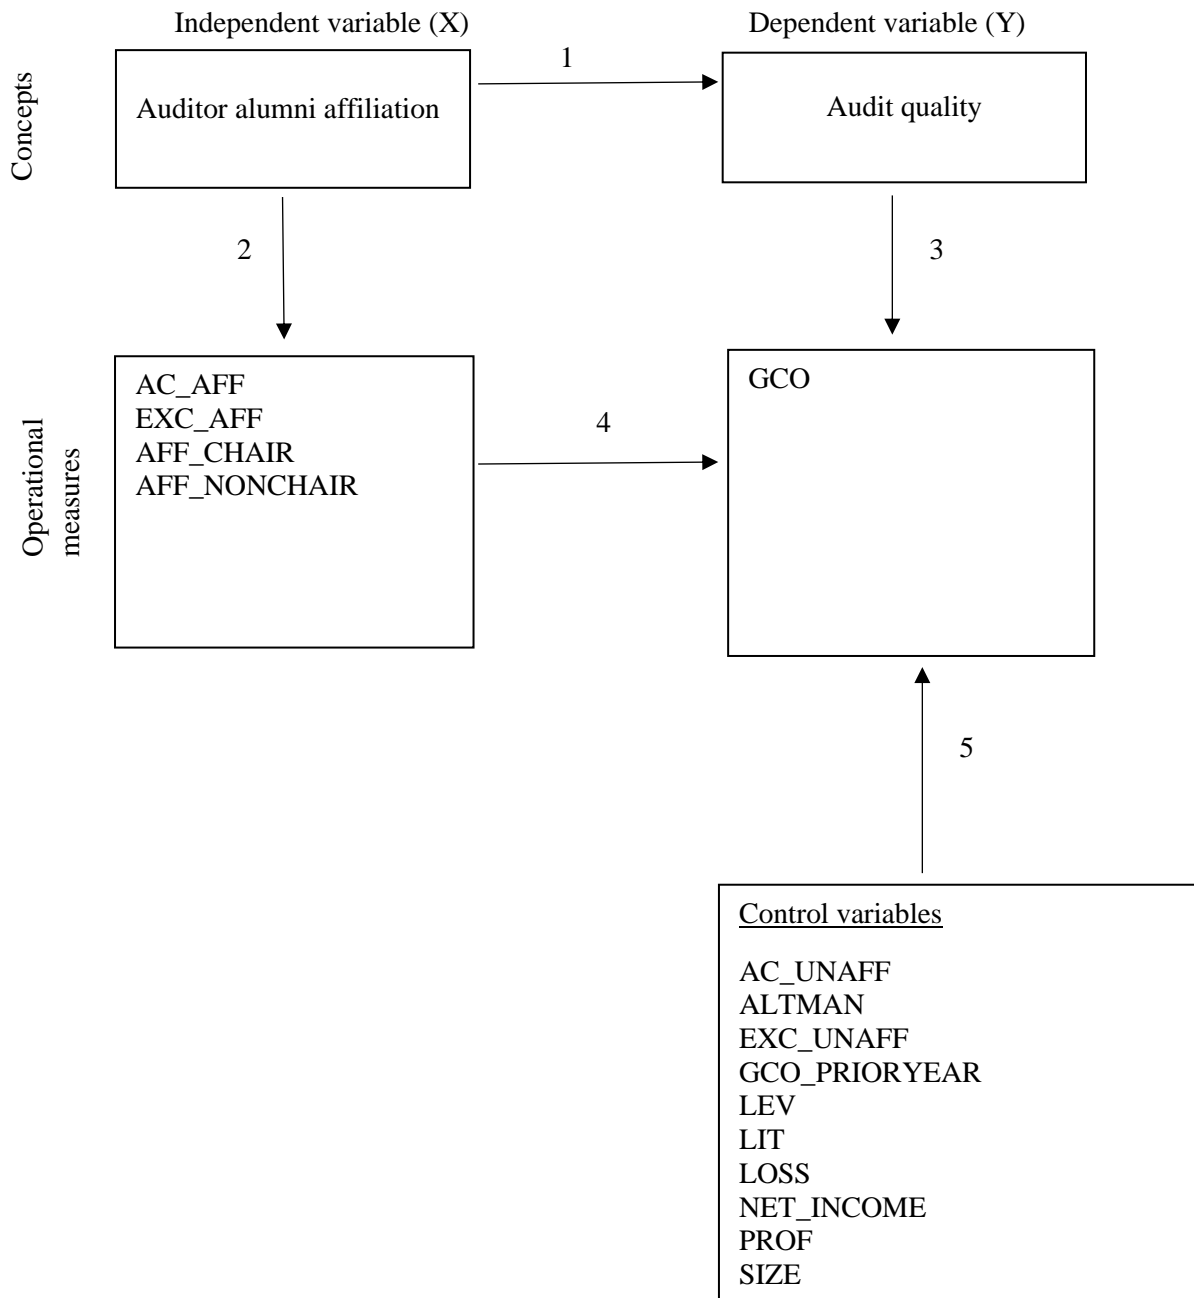 Independent variable (X)
Dependent variable (Y)
Concepts
Auditor alumni affiliation
1
Audit quality
2
3
Operational
measures
AC_AFF
EXC_AFF
AFF_CHAIR
AFF_NONCHAIR
4
GCO
5
Control variables
AC_UNAFF
ALTMAN
EXC_UNAFF
GCO_PRIORYEAR
LEV
LIT
LOSS
NET_INCOME
PROF
SIZE